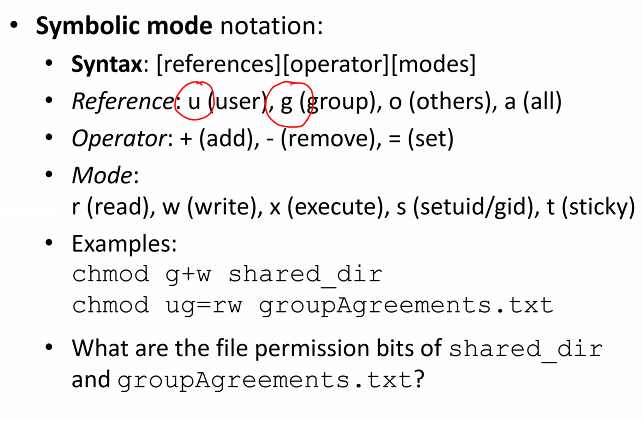 • Symbolic mode notation:
• Syntax: [references][operator][modes]
• Reference: u (user), g (group), o (others), a (all)
• Operator: + (add), - (remove), = (set)
• Mode:
r (read), w (write), x (execute), s (setuid/gid), t (sticky)
• Examples:
chmod g+w shared_dir
chmod ug=rw groupAgreements.txt
• What are the file permission bits of shared_dir
and groupAgreements.txt?